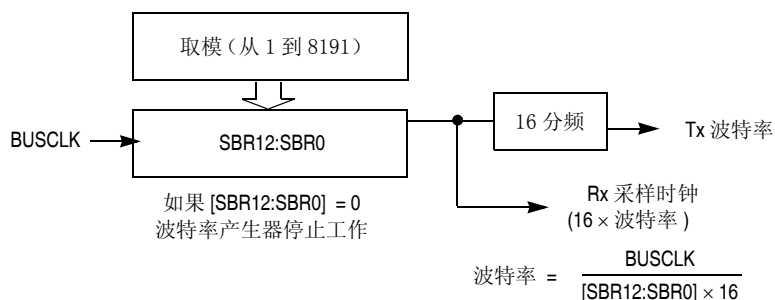 取模（从 1 到 8191）
BUSCLK
SBR12:SBR0
16 分频
Tx 波特率
如果 [SBR12:SBR0] = 0
波特率产生器停止工作
Rx 采样时钟
(16 × 波特率 )
波特率 =
BUSCLK
[SBR12:SBR0] × 16